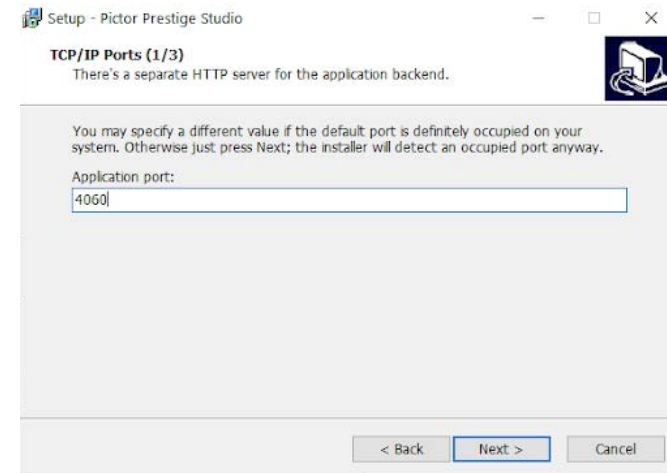 Setup - Pictor Prestige Studio
TCP/IP Ports (1/3)
There's a separate HTTP server for the application backend.
You may specify a different value if the default port is definitely occupied on your
system. Otherwise just press Next; the installer will detect an occupied port anyway.
Application port:
4060
< Back Next > Cancel